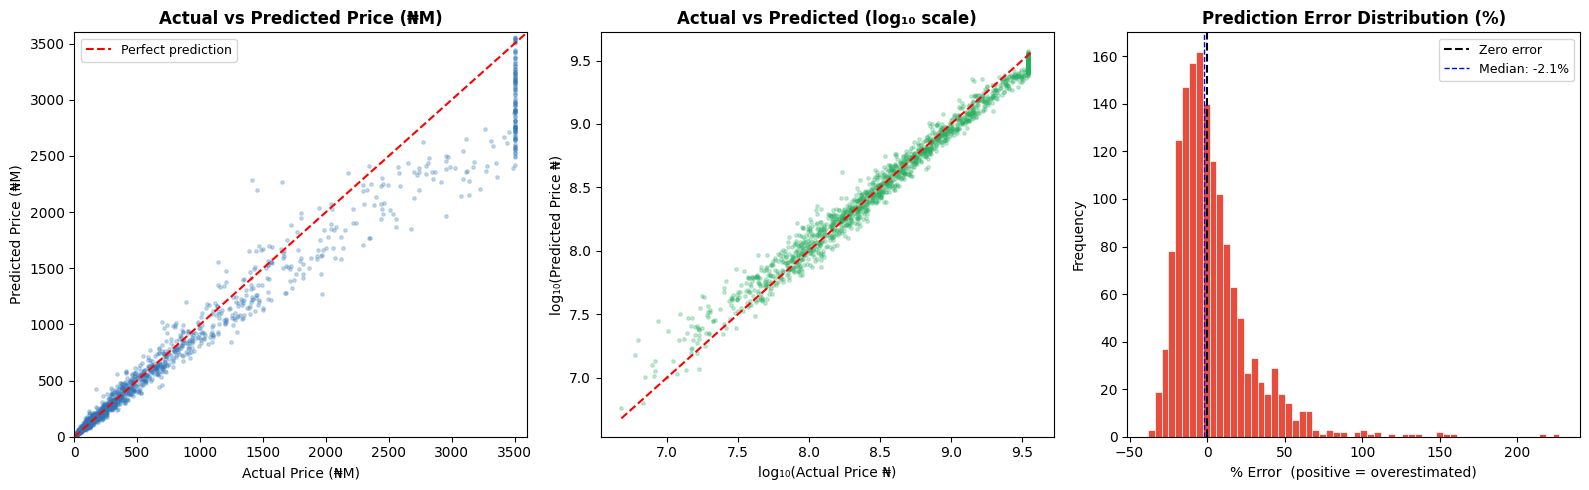 Actual vs Predicted Price (₦M)
Perfect prediction
3500
3000
2500
2000
1500
1000
500
0
Predicted Price (₦M)
0 500 1000 1500 2000 2500 3000 3500
Actual Price (₦M)
Actual vs Predicted (log₁₀ scale)
9.5
9.0
8.5
8.0
7.5
7.0
log₁₀(Predicted Price ₦)
7.0 7.5 8.0 8.5 9.0 9.5
log₁₀(Actual Price ₦)
Prediction Error Distribution (%)
Zero error
Median: -2.1%
160
140
120
100
80
60
40
20
0
Frequency
−50 0 50 100 150 200
% Error  (positive = overestimated)